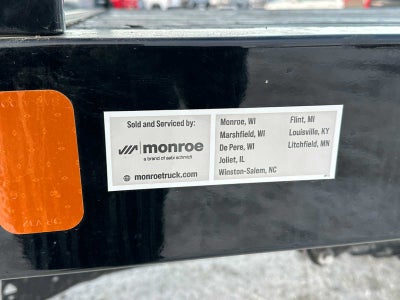 Sold and Serviced by:
monroe
a brand of aebi schmidt
monroetruck.com
Monroe, WI
Marshfield, WI
De Pere, WI
Joliet, IL
Winston-Salem, NC
Flint, MI
Louisville, KY
Litchfield, MN